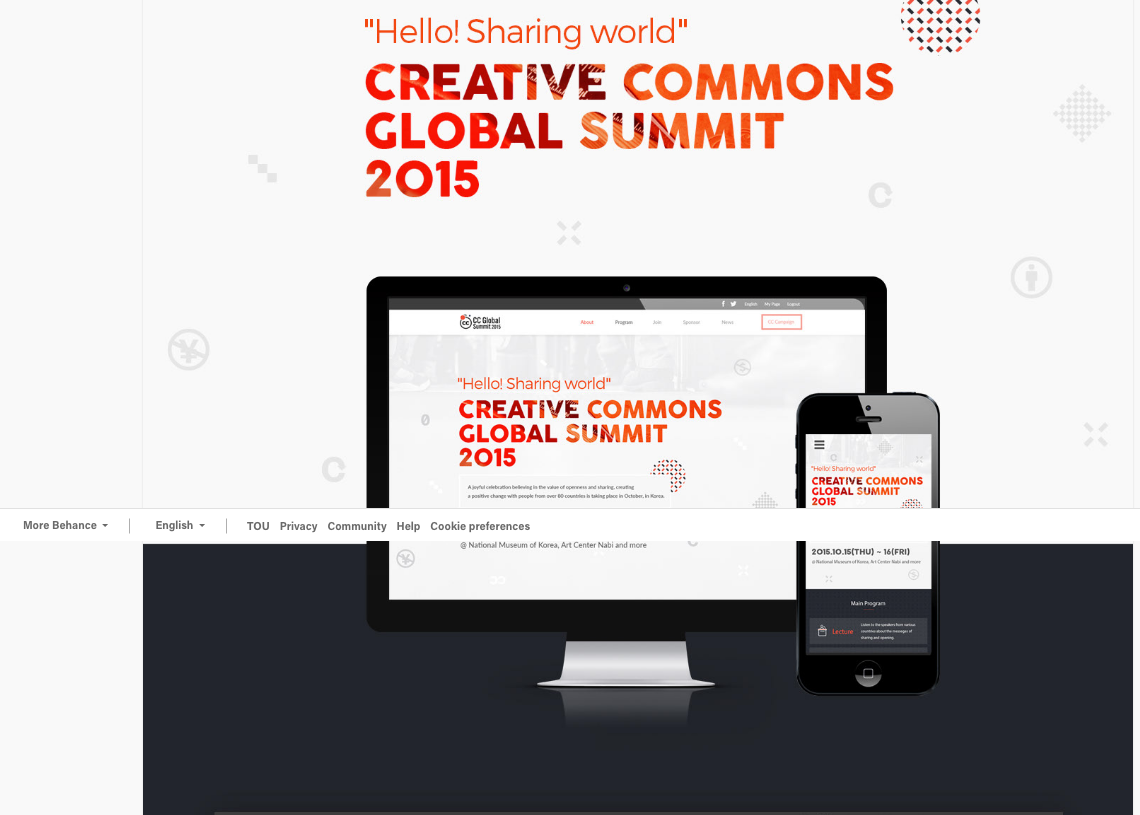 "Hello! Sharing world"
CREATIVE COMMONS
GLOBAL SUMMIT
2015
English
My Page
Logout
CC Global
Summit 2015
About
Program
Join
Sponsor
News
CC Campaign
"Hello! Sharing world"
CREATIVE COMMONS
GLOBAL SUMMIT
2015
A joyful celebration believing in the value of openness and sharing, creating
a positive change with people from over 80 countries is taking place in October, in Korea.
"Hello! Sharing world"
CREATIVE COMMONS
GLOBAL SUMMIT
2015
More Behance
English
TOU
Privacy
Community
Help
Cookie preferences
@ National Museum of Korea, Art Center Nabi and more
2015.10.15(THU) ~ 16(FRI)
@ National Museum of Korea, Art Center Nabi and more
Main Program
Lecture
Listen to the speakers from various
countries about the messages of
sharing and opening